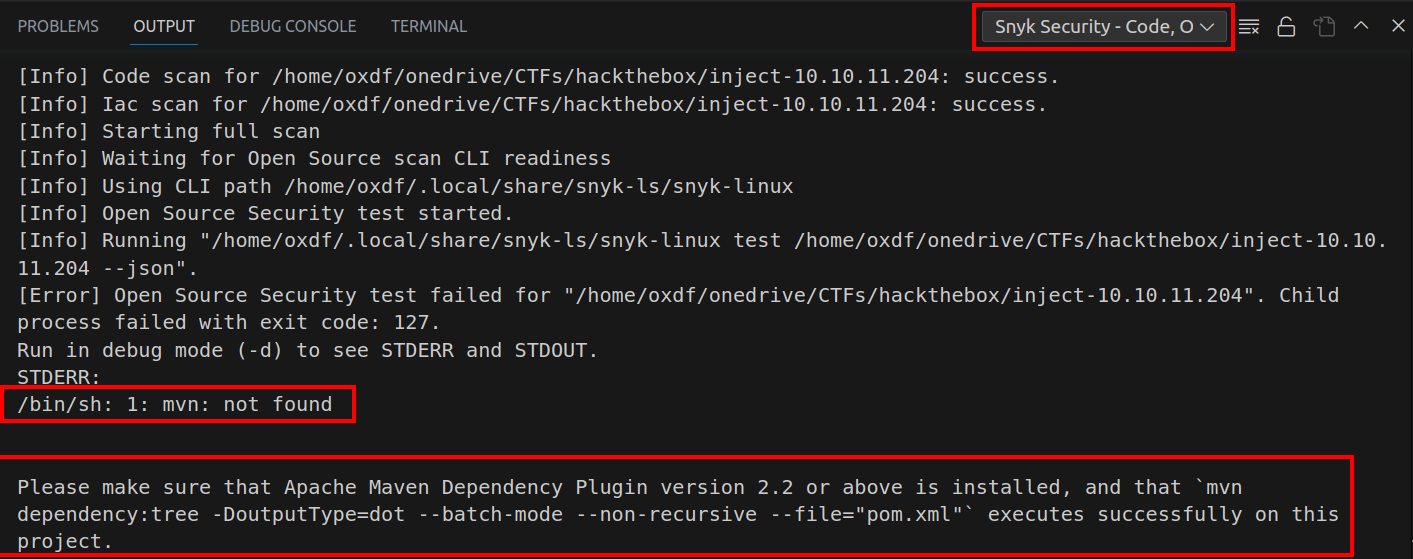 PROBLEMS OUTPUT DEBUG CONSOLE TERMINAL Snyk Security - Code, O
[Info] Code scan for /home/oxdf/onedrive/CTFs/hackthebox/inject-10.10.11.204: success.
[Info] Iac scan for /home/oxdf/onedrive/CTFs/hackthebox/inject-10.10.11.204: success.
[Info] Starting full scan
[Info] Waiting for Open Source scan CLI readiness
[Info] Using CLI path /home/oxdf/.local/share/snyk-ls/snyk-linux
[Info] Open Source Security test started.
[Info] Running "/home/oxdf/.local/share/snyk-ls/snyk-linux test /home/oxdf/onedrive/CTFs/hackthebox/inject-10.10.
11.204 --json".
[Error] Open Source Security test failed for "/home/oxdf/onedrive/CTFs/hackthebox/inject-10.10.11.204". Child
process failed with exit code: 127.
Run in debug mode (-d) to see STDERR and STDOUT.
STDERR:
/bin/sh: 1: mvn: not found
Please make sure that Apache Maven Dependency Plugin version 2.2 or above is installed, and that `mvn
dependency:tree -DoutputType=dot --batch-mode --non-recursive --file="pom.xml"` executes successfully on this
project.